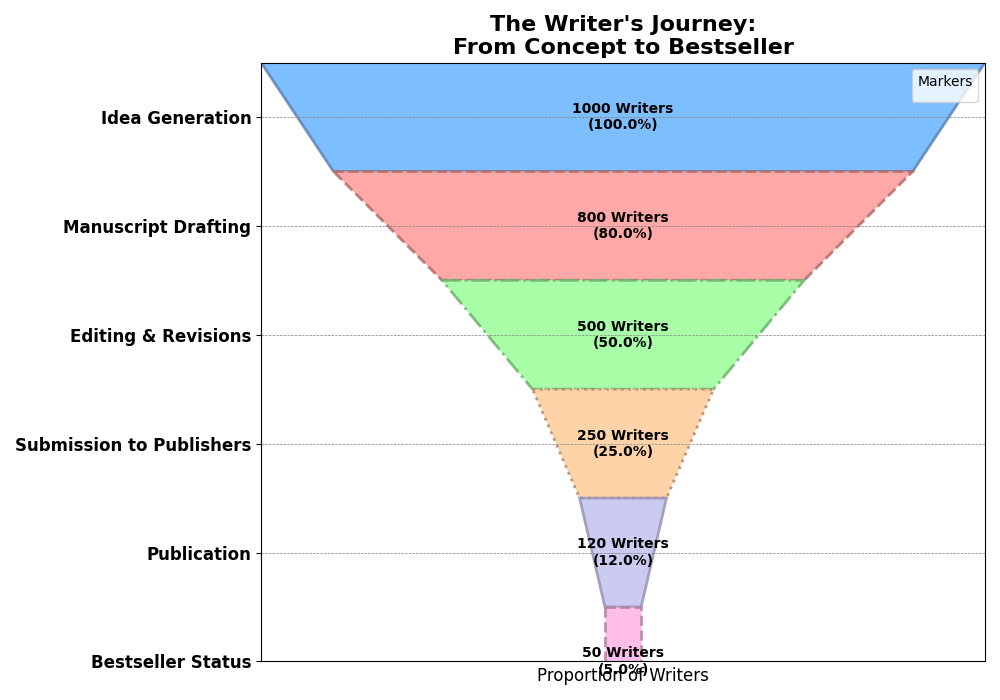 The Writer's Journey:
From Concept to Bestseller
Markers
Idea Generation
1000 Writers
(100.0%)
Manuscript Drafting
800 Writers
(80.0%)
Editing & Revisions
500 Writers
(50.0%)
Submission to Publishers
250 Writers
(25.0%)
Publication
120 Writers
(12.0%)
Bestseller Status
50 Writers
(5.0%)
Proportion of Writers